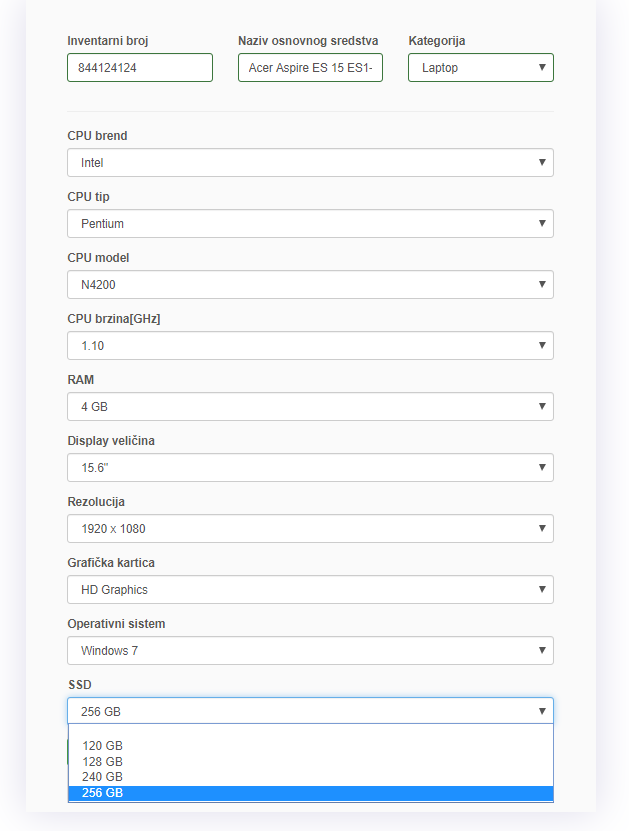 Inventarni broj Naziv osnovnog sredstva Kategorija
844124124 Acer Aspire ES 15 ES1- Laptop
CPU brend
Intel
CPU tip
Pentium
CPU model
N4200
CPU brzina[GHz]
1.10
RAM
4 GB
Display veličina
15.6"
Rezolucija
1920 x 1080
Grafička kartica
HD Graphics
Operativni sistem
Windows 7
SSD
256 GB
120 GB
128 GB
240 GB
256 GB